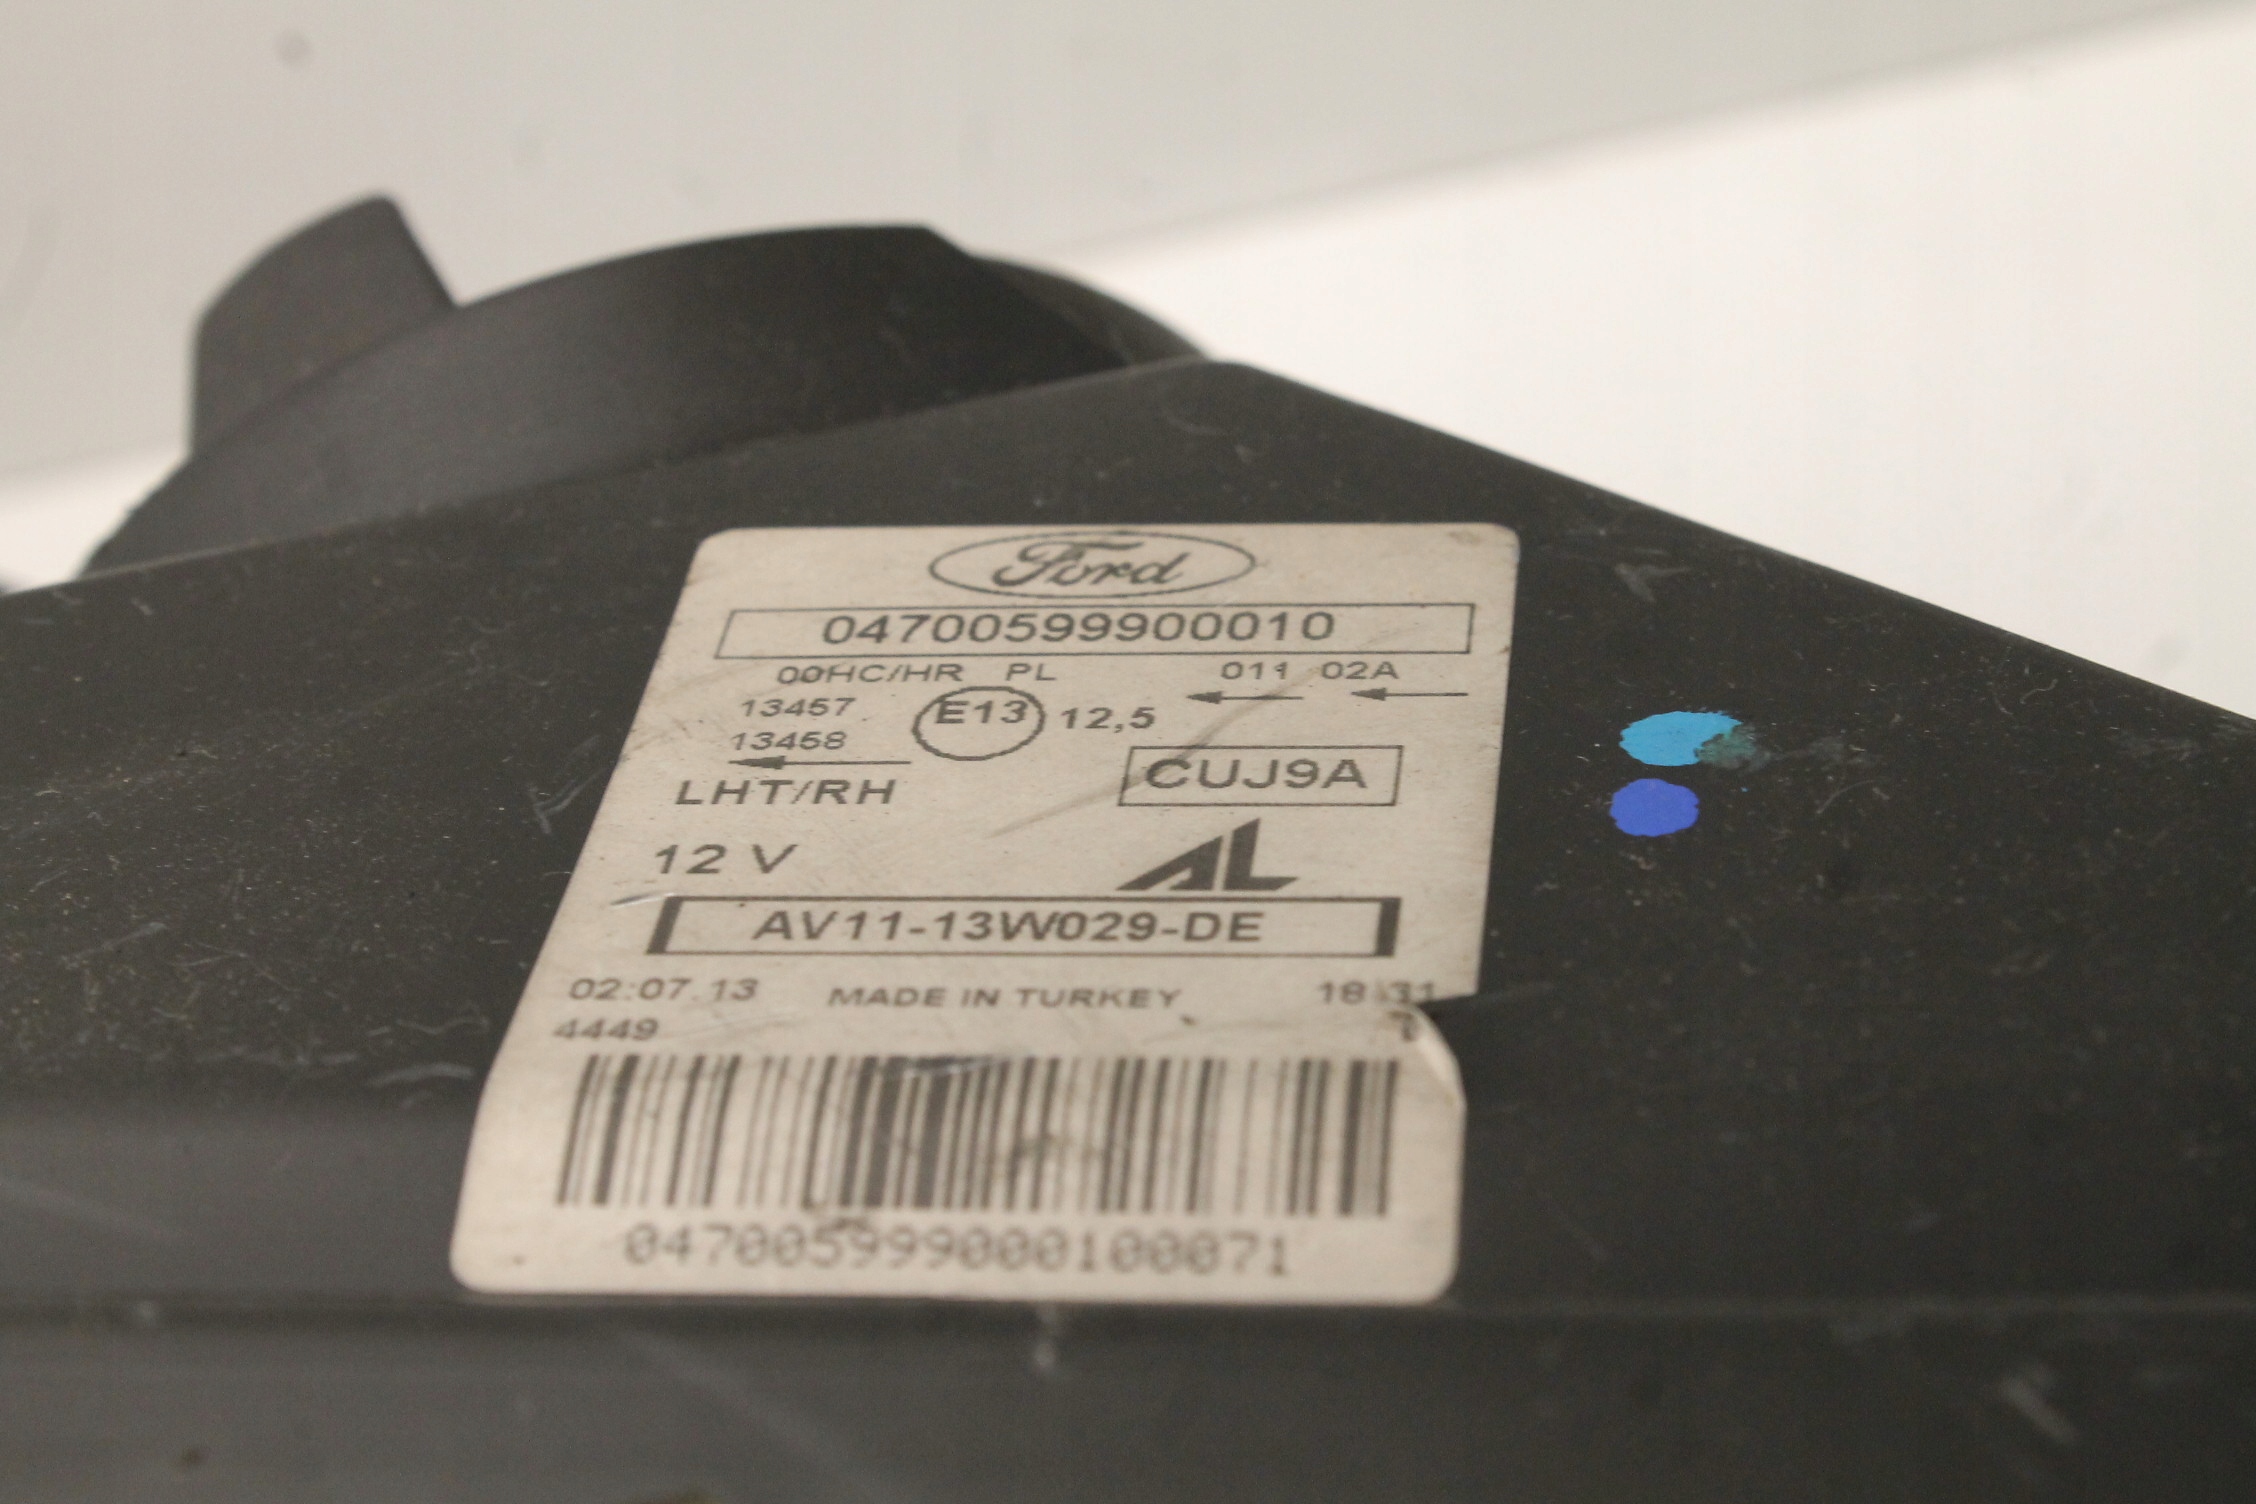 Ford
04700599900010
00HC/HR PL 011 02A
13457 E13 12,5
13458
LHT/RH CUJ9A
12 V AL
AV11-13W029-DE
02:07.13 MADE IN TURKEY
4449
047005999000100071